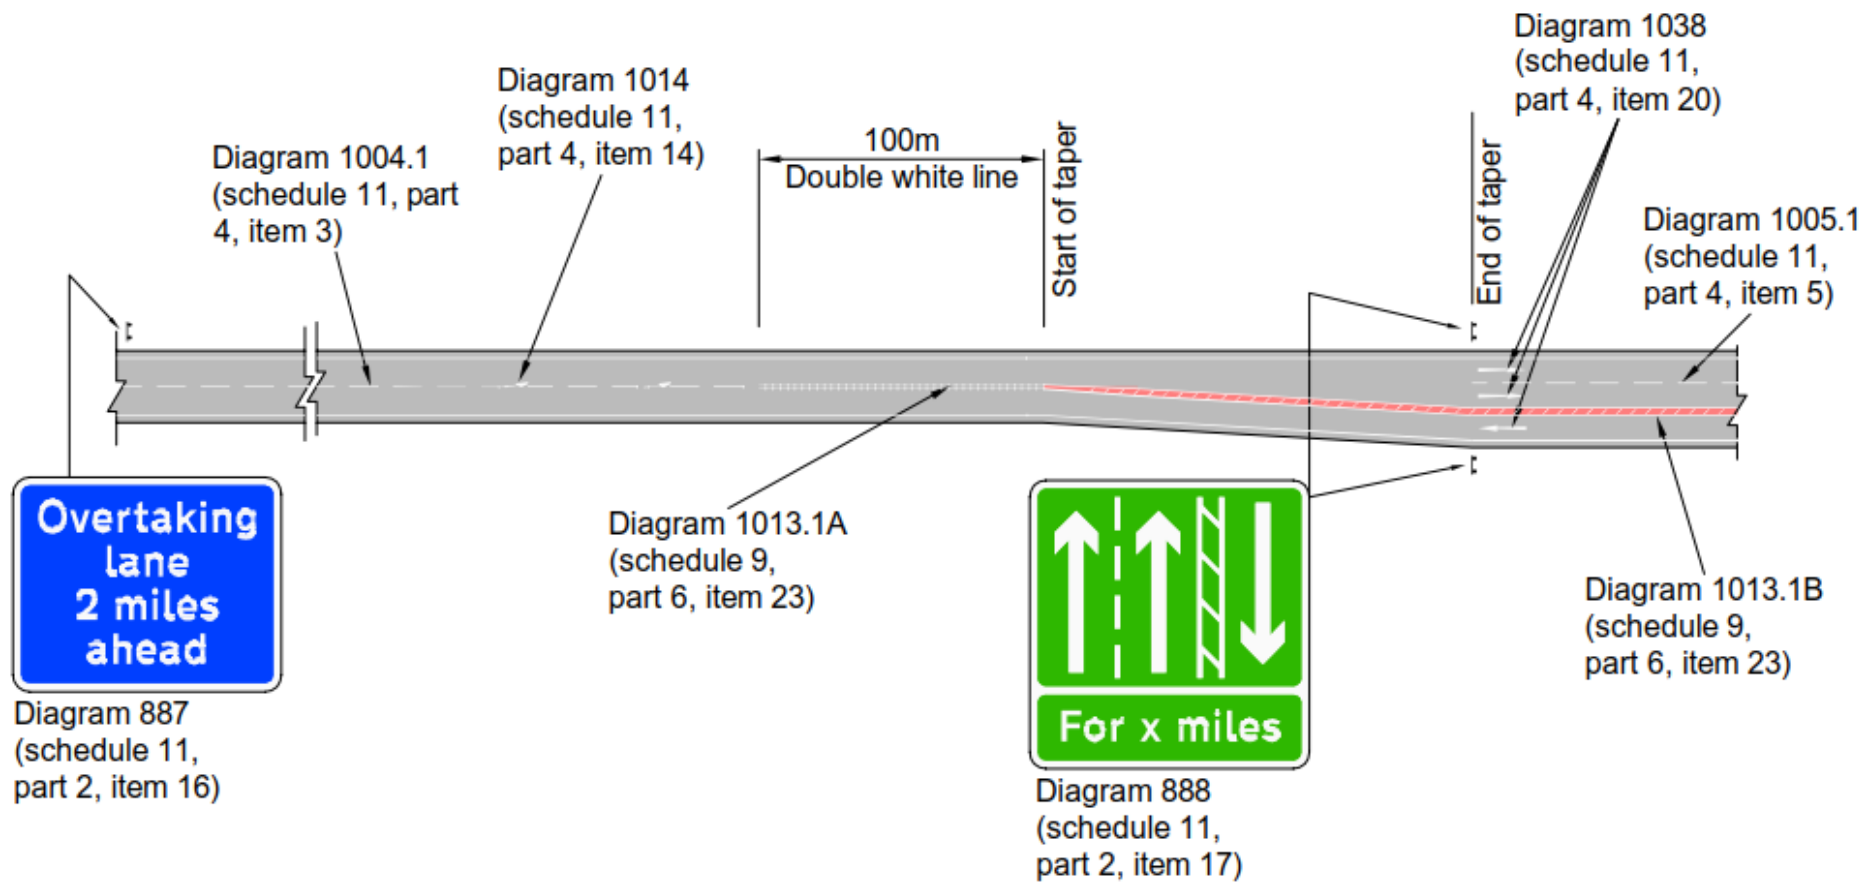 Diagram 1038
(schedule 11,
part 4, item 20)
Diagram 1014
(schedule 11,
part 4, item 14)
100m
Double white line
Start of taper
End of taper
Diagram 1004.1
(schedule 11, part
4, item 3)
Diagram 1005.1
(schedule 11,
part 4, item 5)
Overtaking
lane
2 miles
ahead
Diagram 887
(schedule 11,
part 2, item 16)
Diagram 1013.1A
(schedule 9,
part 6, item 23)
For x miles
Diagram 888
(schedule 11,
part 2, item 17)
Diagram 1013.1B
(schedule 9,
part 6, item 23)